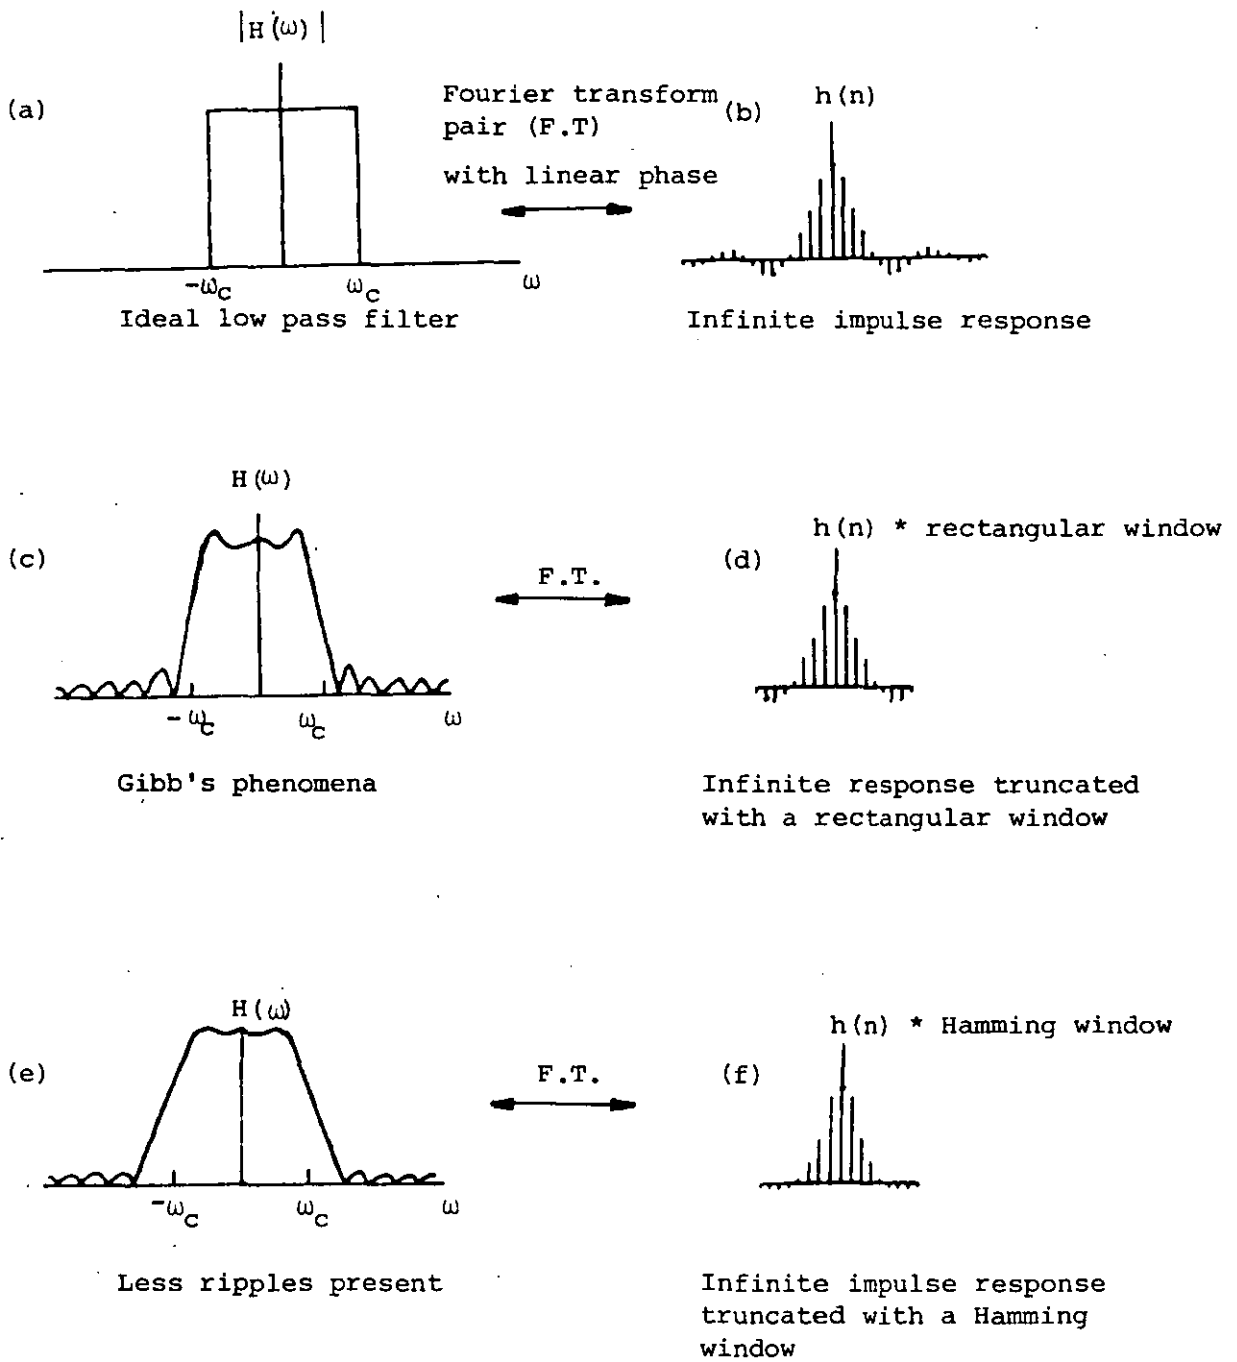 |H(ω)|
(a)
Fourier transform
pair (F.T)
with linear phase
(b)
h(n)
-ω_c
ω_c
ω
Ideal low pass filter
Infinite impulse response
H(ω)
(c)
F.T.
(d)
h(n) * rectangular window
-ω_c
ω_c
ω
Gibb's phenomena
Infinite response truncated
with a rectangular window
H(ω)
(e)
F.T.
(f)
h(n) * Hamming window
-ω_c
ω_c
ω
Less ripples present
Infinite impulse response
truncated with a Hamming
window